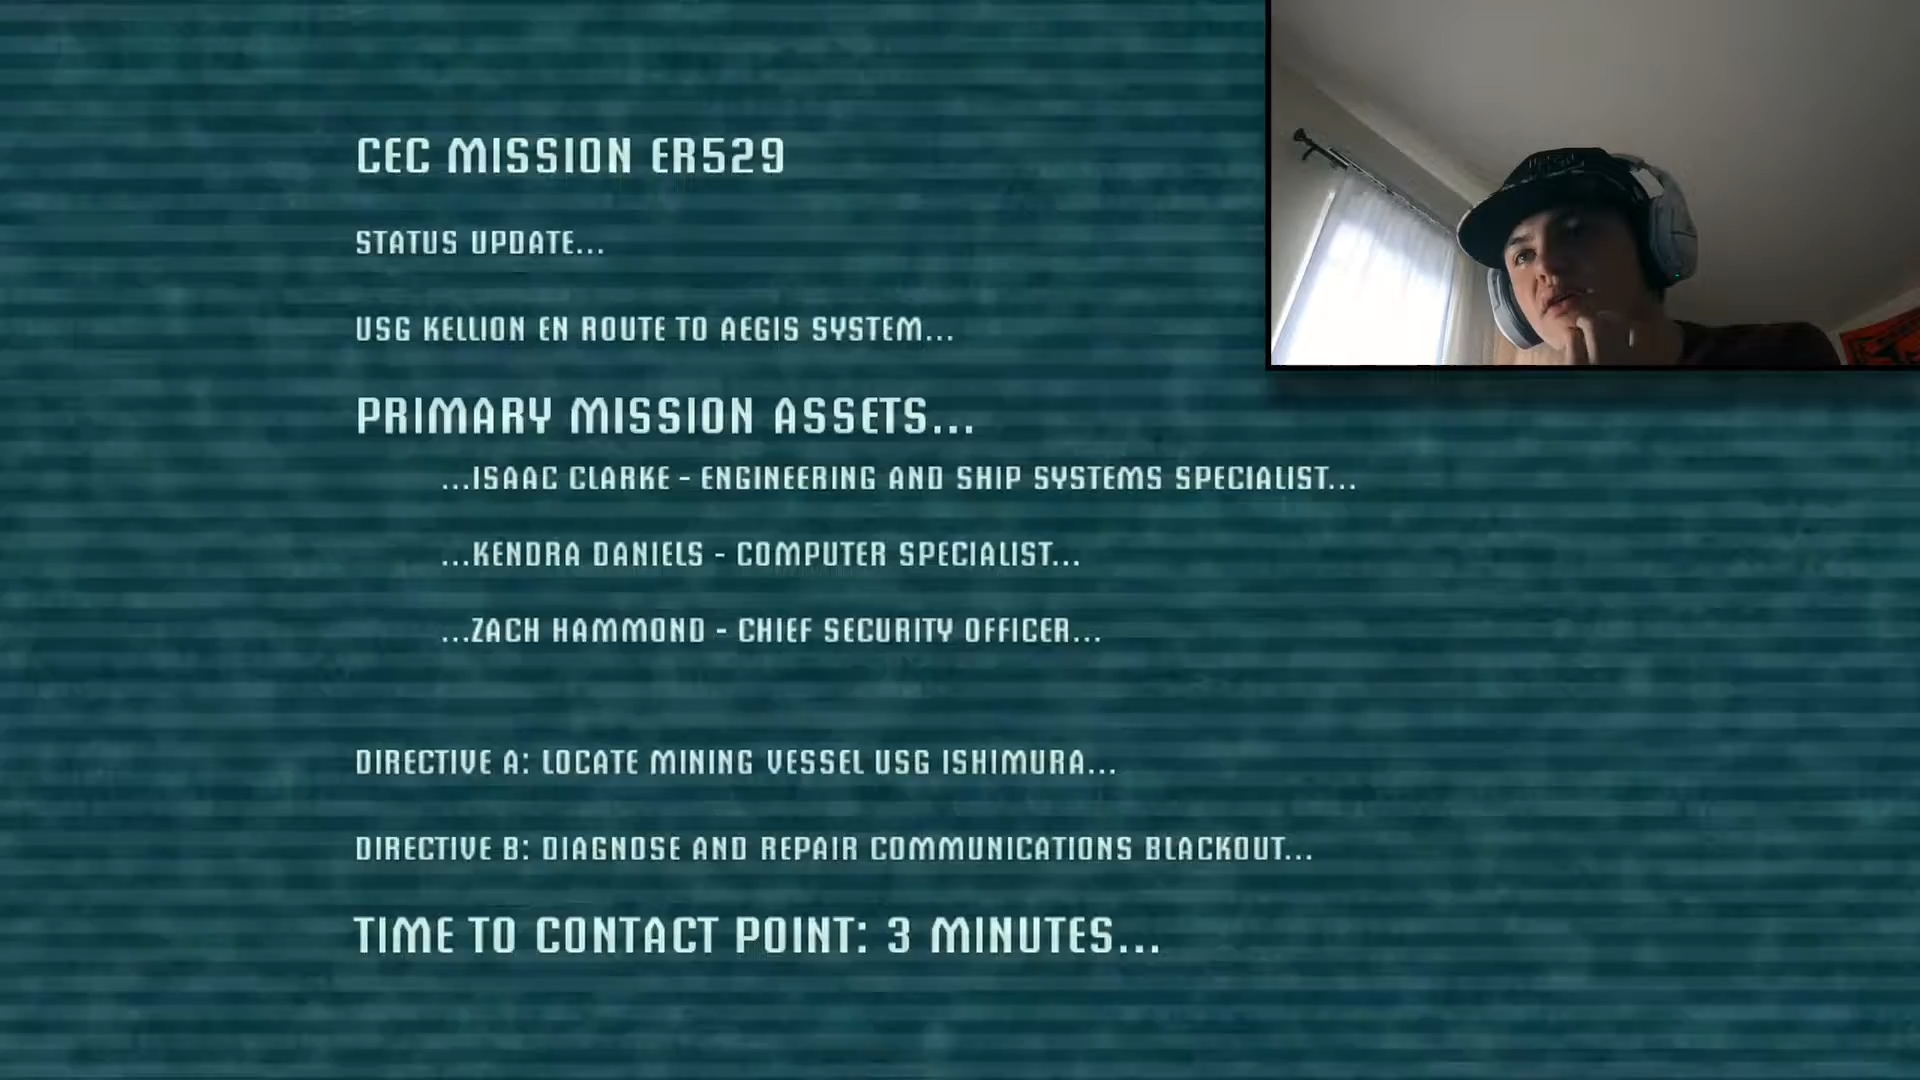 CEC MISSION ER529
STATUS UPDATE...
USG KELLION EN ROUTE TO AEGIS SYSTEM...
PRIMARY MISSION ASSETS...
...ISAAC CLARKE - ENGINEERING AND SHIP SYSTEMS SPECIALIST...
...KENDRA DANIELS - COMPUTER SPECIALIST...
...ZACH HAMMOND - CHIEF SECURITY OFFICER...
DIRECTIVE A: LOCATE MINING VESSEL USG ISHIMURA...
DIRECTIVE B: DIAGNOSE AND REPAIR COMMUNICATIONS BLACKOUT...
TIME TO CONTACT POINT: 3 MINUTES...